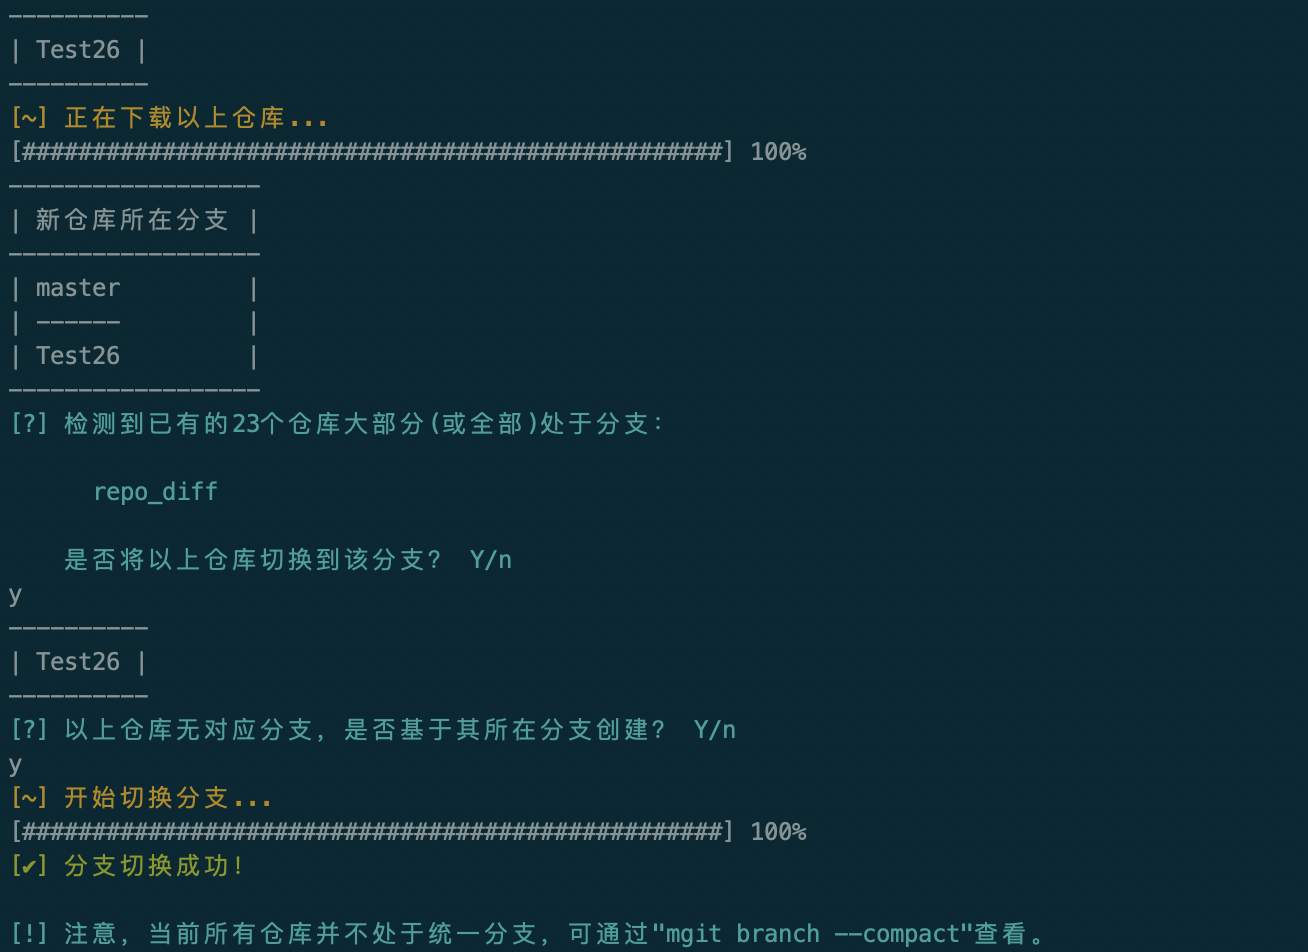 ----------
| Test26 |
----------
[~] 正在下载以上仓库...
[##################################################] 100%
------------------
| 新仓库所在分支 |
------------------
| master         |
| ------         |
| Test26         |
------------------
[?] 检测到已有的23个仓库大部分(或全部)处于分支：
repo_diff
是否将以上仓库切换到该分支？ Y/n
y
----------
| Test26 |
----------
[?] 以上仓库无对应分支，是否基于其所在分支创建？ Y/n
y
[~] 开始切换分支...
[##################################################] 100%
[✔] 分支切换成功！
[!] 注意，当前所有仓库并不处于统一分支，可通过"mgit branch --compact"查看。